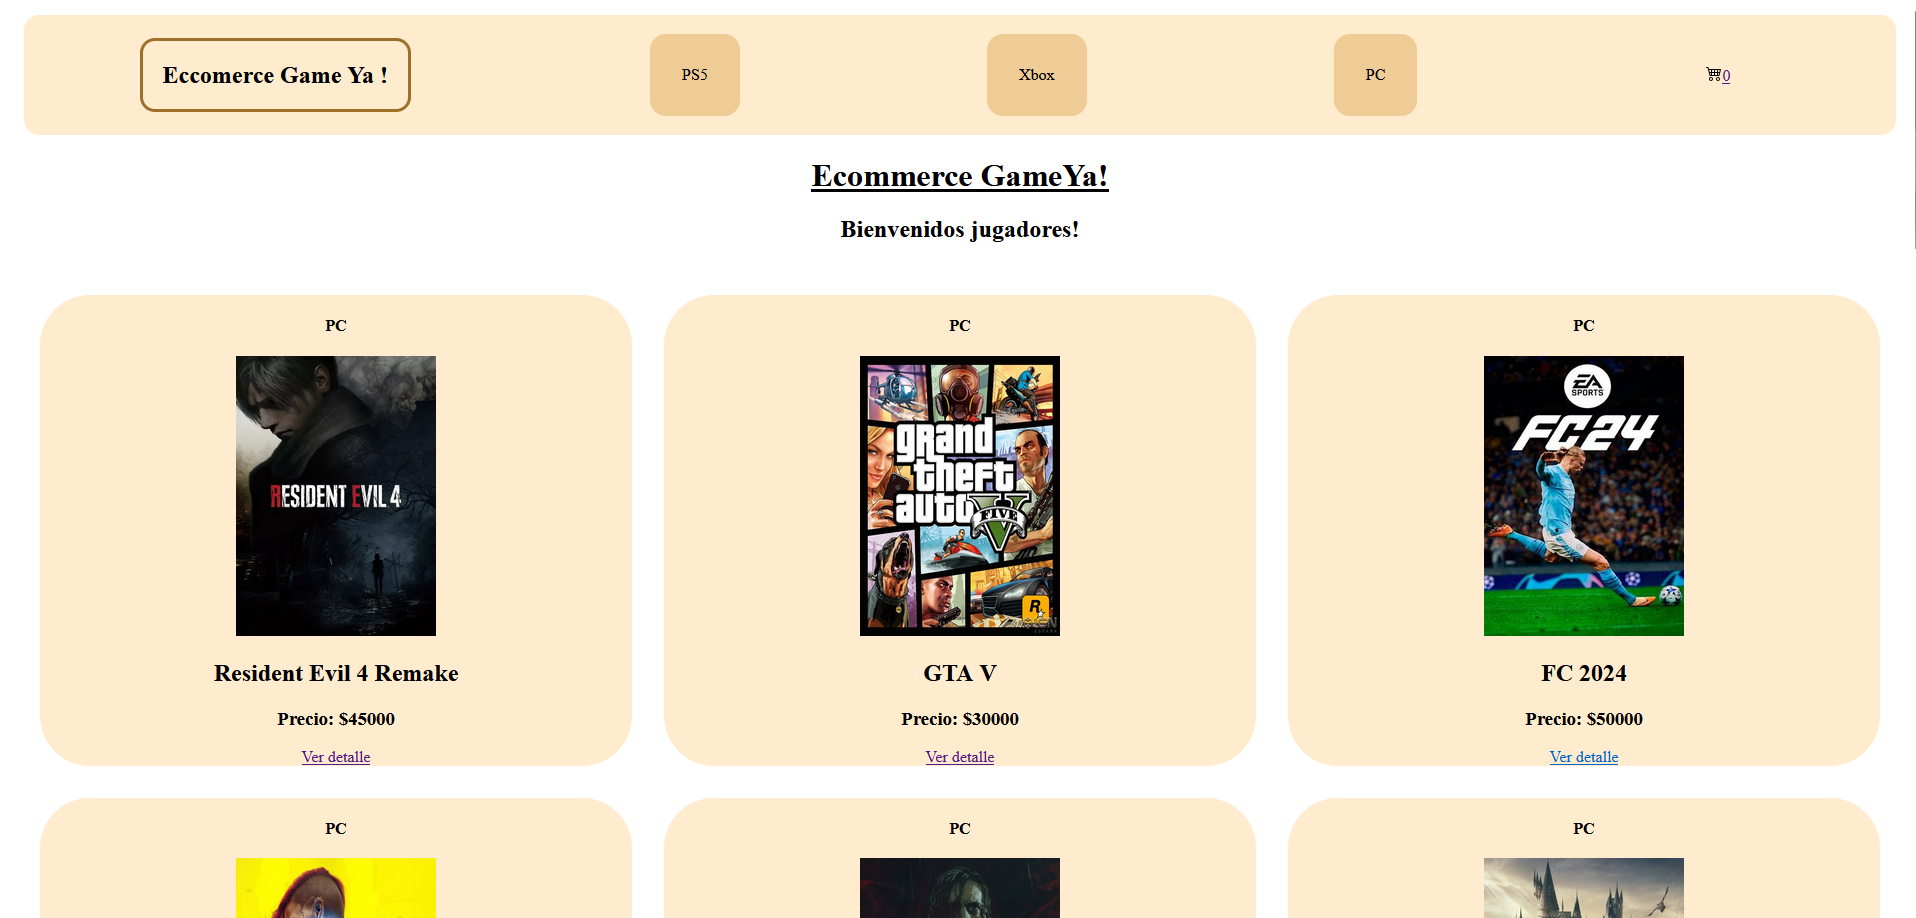 Eccomerce Game Ya !
PS5
Xbox
PC
0
Ecommerce GameYa!
Bienvenidos jugadores!
PC
PC
PC
RESIDENT EVIL 4
grand
theft
auto
FIVE
V
R
EA
SPORTS
FC24
Resident Evil 4 Remake
GTA V
FC 2024
Precio: $45000
Precio: $30000
Precio: $50000
Ver detalle
Ver detalle
Ver detalle
PC
PC
PC